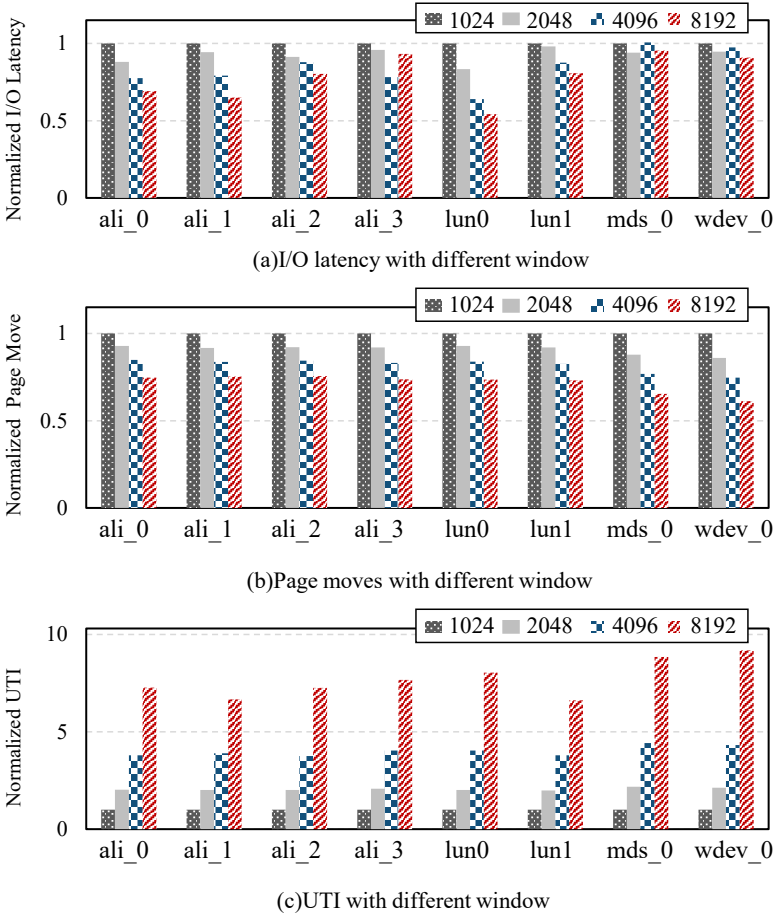 1024 2048 4096 8192
Normalized I/O Latency
1
0.5
0
ali_0 ali_1 ali_2 ali_3 lun0 lun1 mds_0 wdev_0
(a)I/O latency with different window
1024 2048 4096 8192
Normalized Page Move
1
0.5
0
ali_0 ali_1 ali_2 ali_3 lun0 lun1 mds_0 wdev_0
(b)Page moves with different window
1024 2048 4096 8192
Normalized UTI
10
5
0
ali_0 ali_1 ali_2 ali_3 lun0 lun1 mds_0 wdev_0
(c)UTI with different window